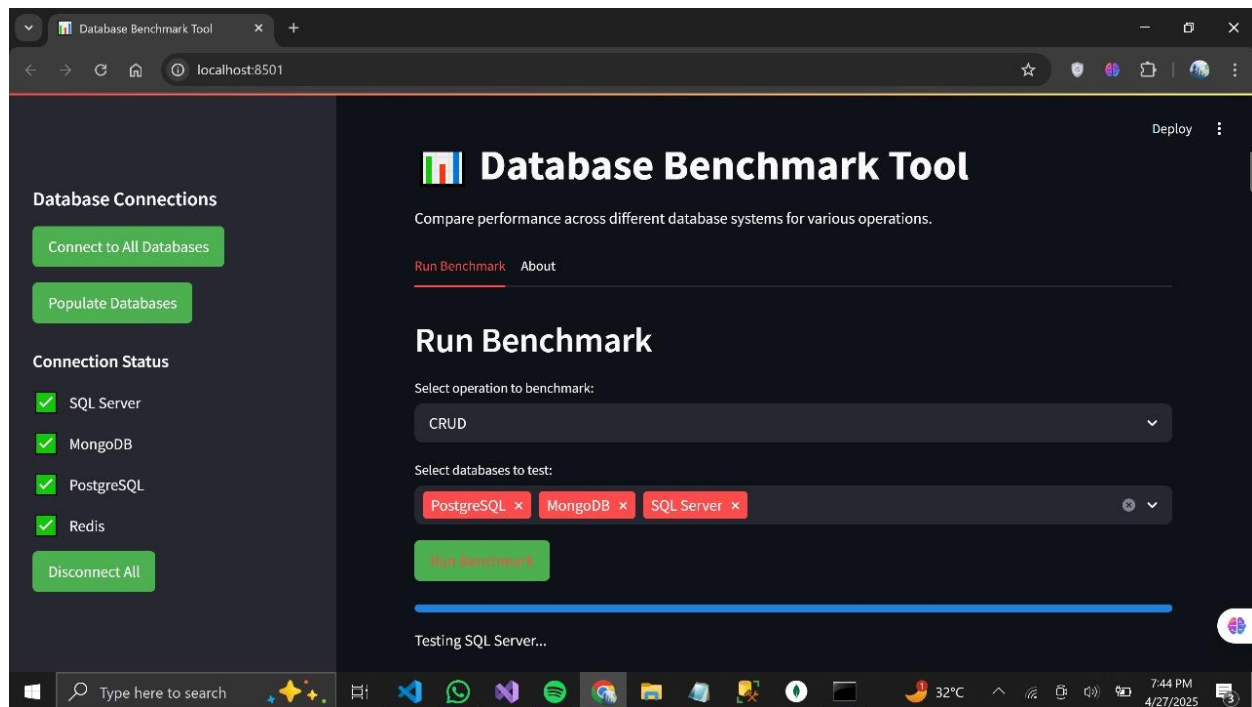 Database Benchmark Tool
localhost:8501
Deploy
Database Connections
Connect to All Databases
Populate Databases
Connection Status
SQL Server
MongoDB
PostgreSQL
Redis
Disconnect All
Database Benchmark Tool
Compare performance across different database systems for various operations.
Run Benchmark About
Run Benchmark
Select operation to benchmark:
CRUD
Select databases to test:
PostgreSQL × MongoDB × SQL Server ×
Run Benchmark
Testing SQL Server...
Type here to search
32°C
7:44 PM
4/27/2025
3